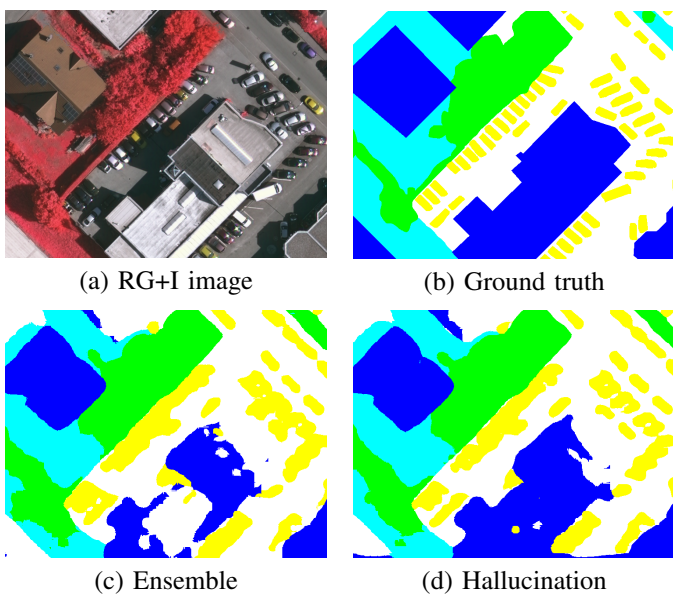 (a) RG+I image
(b) Ground truth
(c) Ensemble
(d) Hallucination